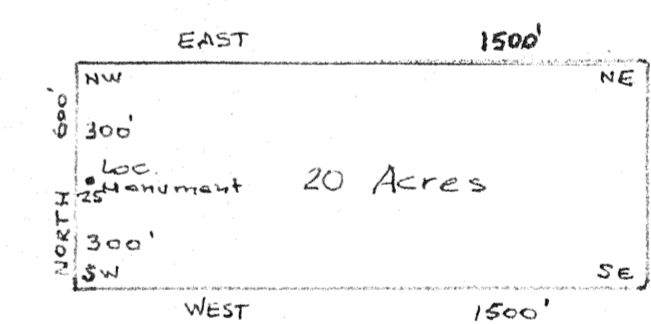 EAST 1500'
NW NE
600'
300'
Loc.
Monument
25'
20 Acres
NORTH
300'
SW SE
WEST 1500'